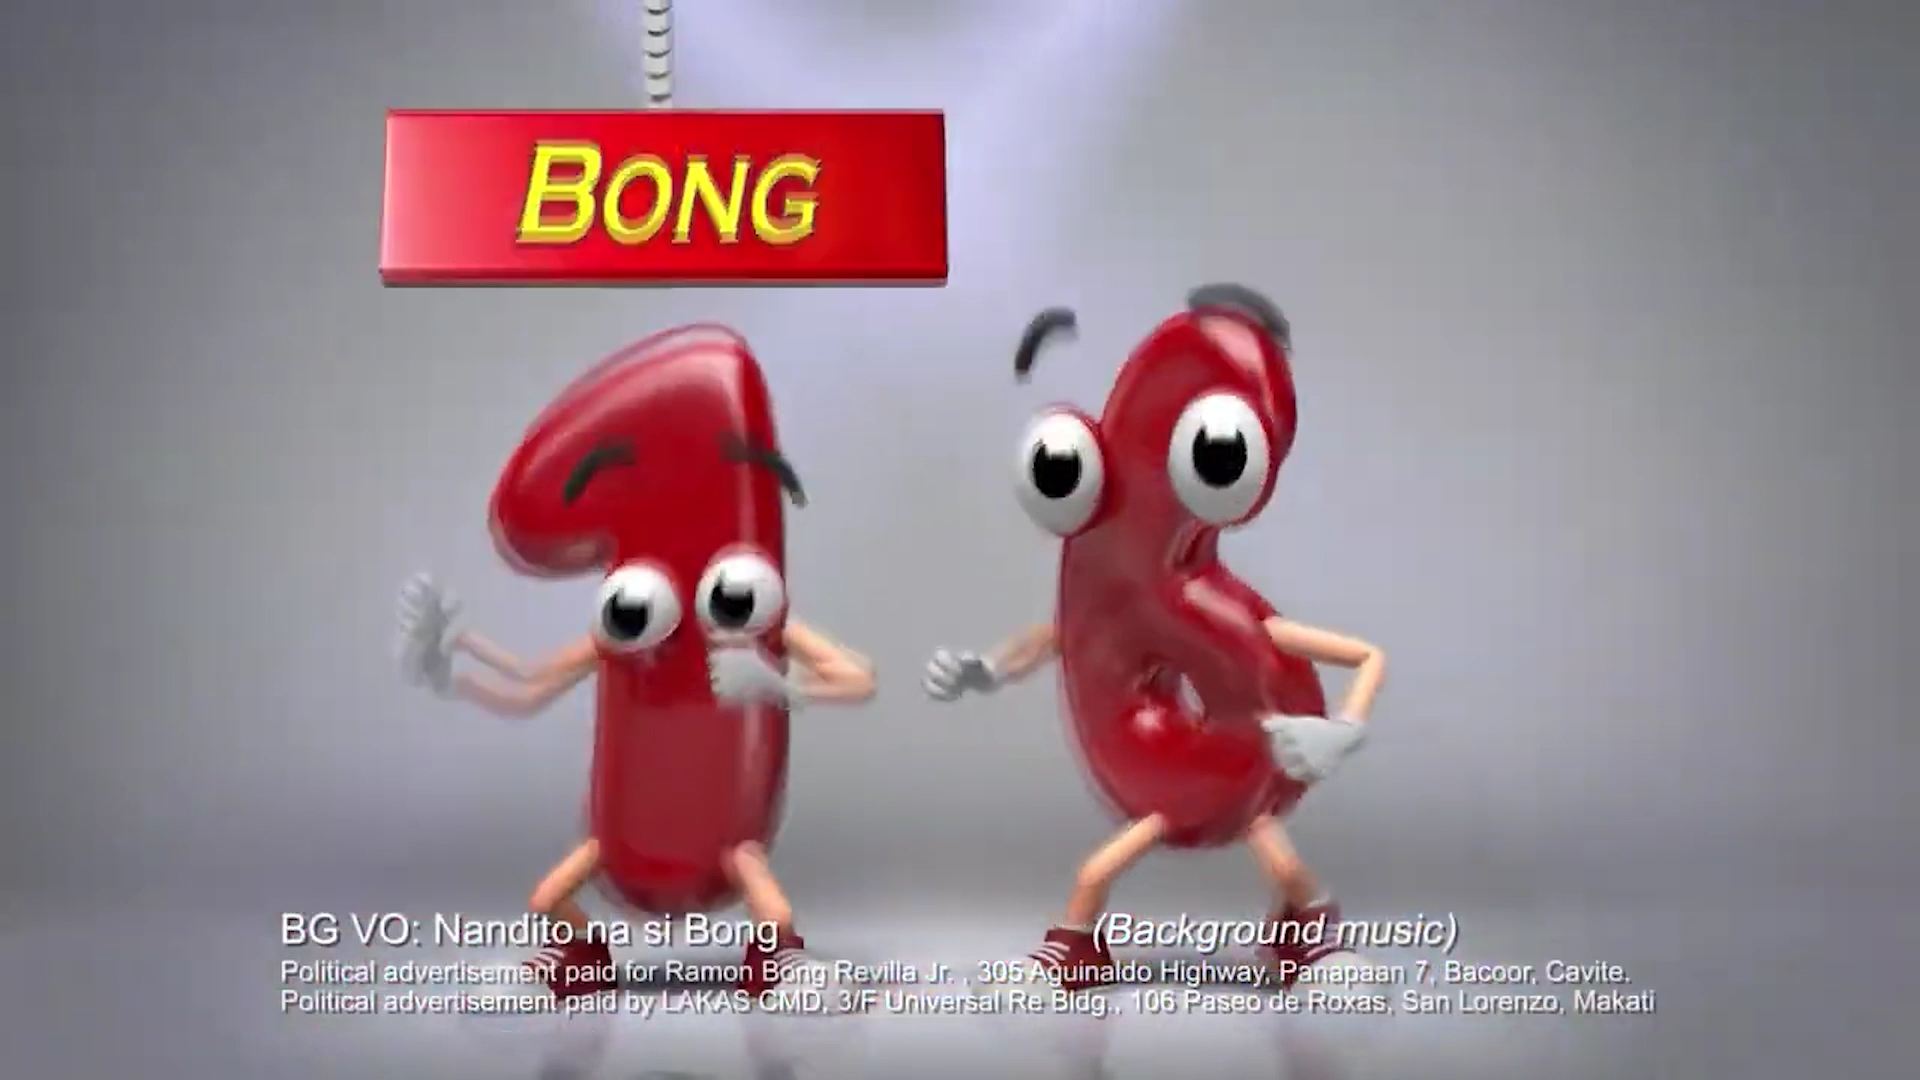 BONG
16
BG VO: Nandito na si Bong (Background music)
Political advertisement paid for Ramon Bong Revilla Jr. , 305 Aguinaldo Highway, Panapaan 7, Bacoor, Cavite.
Political advertisement paid by LAKAS CMD, 3/F Universal Re Bldg., 106 Paseo de Roxas, San Lorenzo, Makati